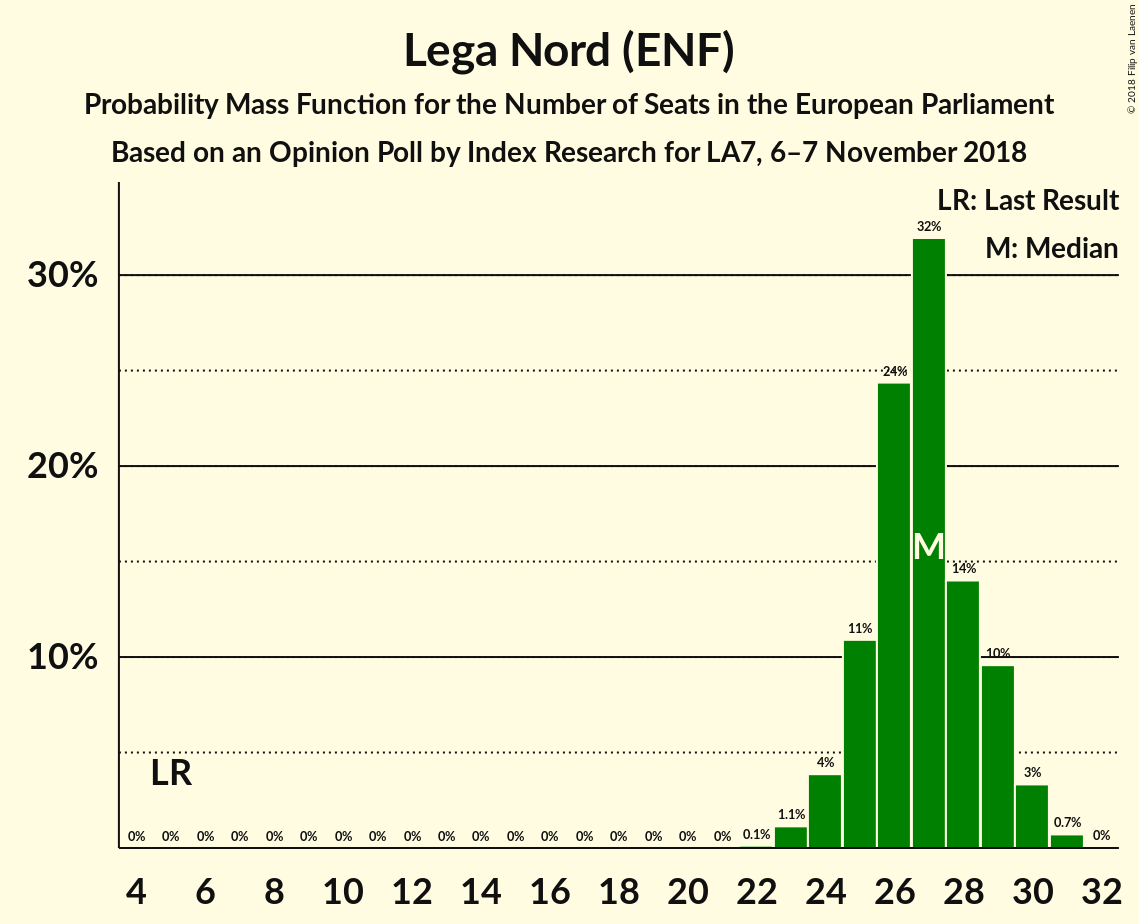 Lega Nord (ENF)
Probability Mass Function for the Number of Seats in the European Parliament
Based on an Opinion Poll by Index Research for LA7, 6–7 November 2018
© 2018 Filip van Laenen
LR: Last Result
M: Median
32%
30%
24%
20%
M
14%
11%
10%
10%
LR
4%
3%
1.1%
0.7%
0% 0% 0% 0% 0% 0% 0% 0% 0% 0% 0% 0% 0% 0% 0% 0% 0% 0% 0.1% 0%
4 6 8 10 12 14 16 18 20 22 24 26 28 30 32